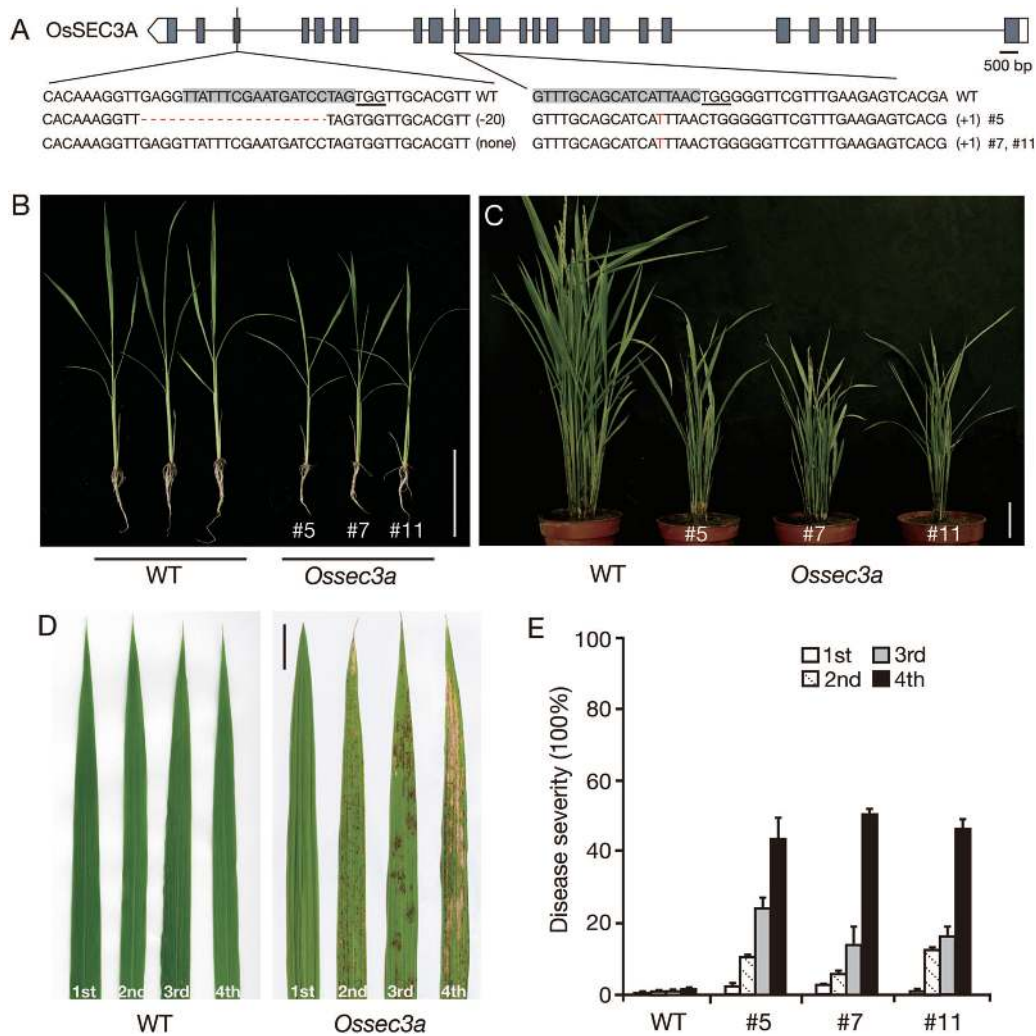 A OsSEC3A
500 bp
CACAAAGGTTGAGGTTATTTCGAATGATCCTAGTGGTTGCACGTT WT GTTTGCAGCATCATTAACTGGGGGTTCGTTTGAAGAGTCACGA WT
CACAAAGGTT--------------------TAGTGGTTGCACGTT (-20) GTTTGCAGCATCATTTAACTGGGGGTTCGTTTGAAGAGTCACG (+1) #5
CACAAAGGTTGAGGTTATTTCGAATGATCCTAGTGGTTGCACGTT (none) GTTTGCAGCATCATTTAACTGGGGGTTCGTTTGAAGAGTCACG (+1) #7, #11
B
#5 #7 #11
WT Ossec3a
C
#5 #7 #11
WT Ossec3a
D
1st 2nd 3rd 4th 1st 2nd 3rd 4th
WT Ossec3a
E
100
80
60
40
20
0
Disease severity (100%)
1st 3rd
2nd 4th
WT #5 #7 #11